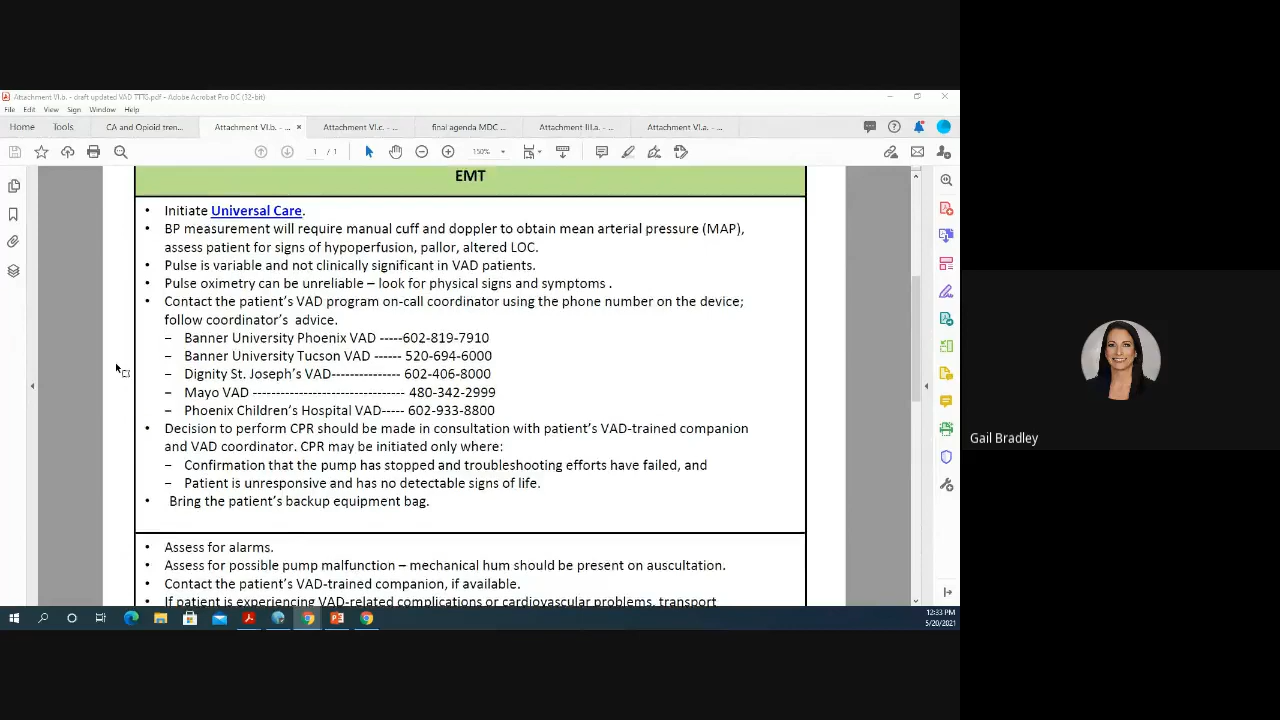 Attachment VI.b. - draft updated VAD TTTG.pdf - Adobe Acrobat Pro DC (32-bit)
File Edit View Sign Window Help
Home Tools CA and Opioid tren... Attachment VI.b. - ... × Attachment VI.c. - ... final agenda MDC ... Attachment III.a. - ... Attachment VI.a. - ...
1 / 1 150%
EMT
• Initiate Universal Care.
• BP measurement will require manual cuff and doppler to obtain mean arterial pressure (MAP),
assess patient for signs of hypoperfusion, pallor, altered LOC.
• Pulse is variable and not clinically significant in VAD patients.
• Pulse oximetry can be unreliable – look for physical signs and symptoms .
• Contact the patient's VAD program on-call coordinator using the phone number on the device;
follow coordinator's advice.
– Banner University Phoenix VAD -----602-819-7910
– Banner University Tucson VAD ------ 520-694-6000
– Dignity St. Joseph's VAD--------------- 602-406-8000
– Mayo VAD --------------------------------- 480-342-2999
– Phoenix Children's Hospital VAD----- 602-933-8800
• Decision to perform CPR should be made in consultation with patient's VAD-trained companion
and VAD coordinator. CPR may be initiated only where:
– Confirmation that the pump has stopped and troubleshooting efforts have failed, and
– Patient is unresponsive and has no detectable signs of life.
• Bring the patient's backup equipment bag.
• Assess for alarms.
• Assess for possible pump malfunction – mechanical hum should be present on auscultation.
• Contact the patient's VAD-trained companion, if available.
• If patient is experiencing VAD-related complications or cardiovascular problems, transport
12:33 PM
5/20/2021
Gail Bradley